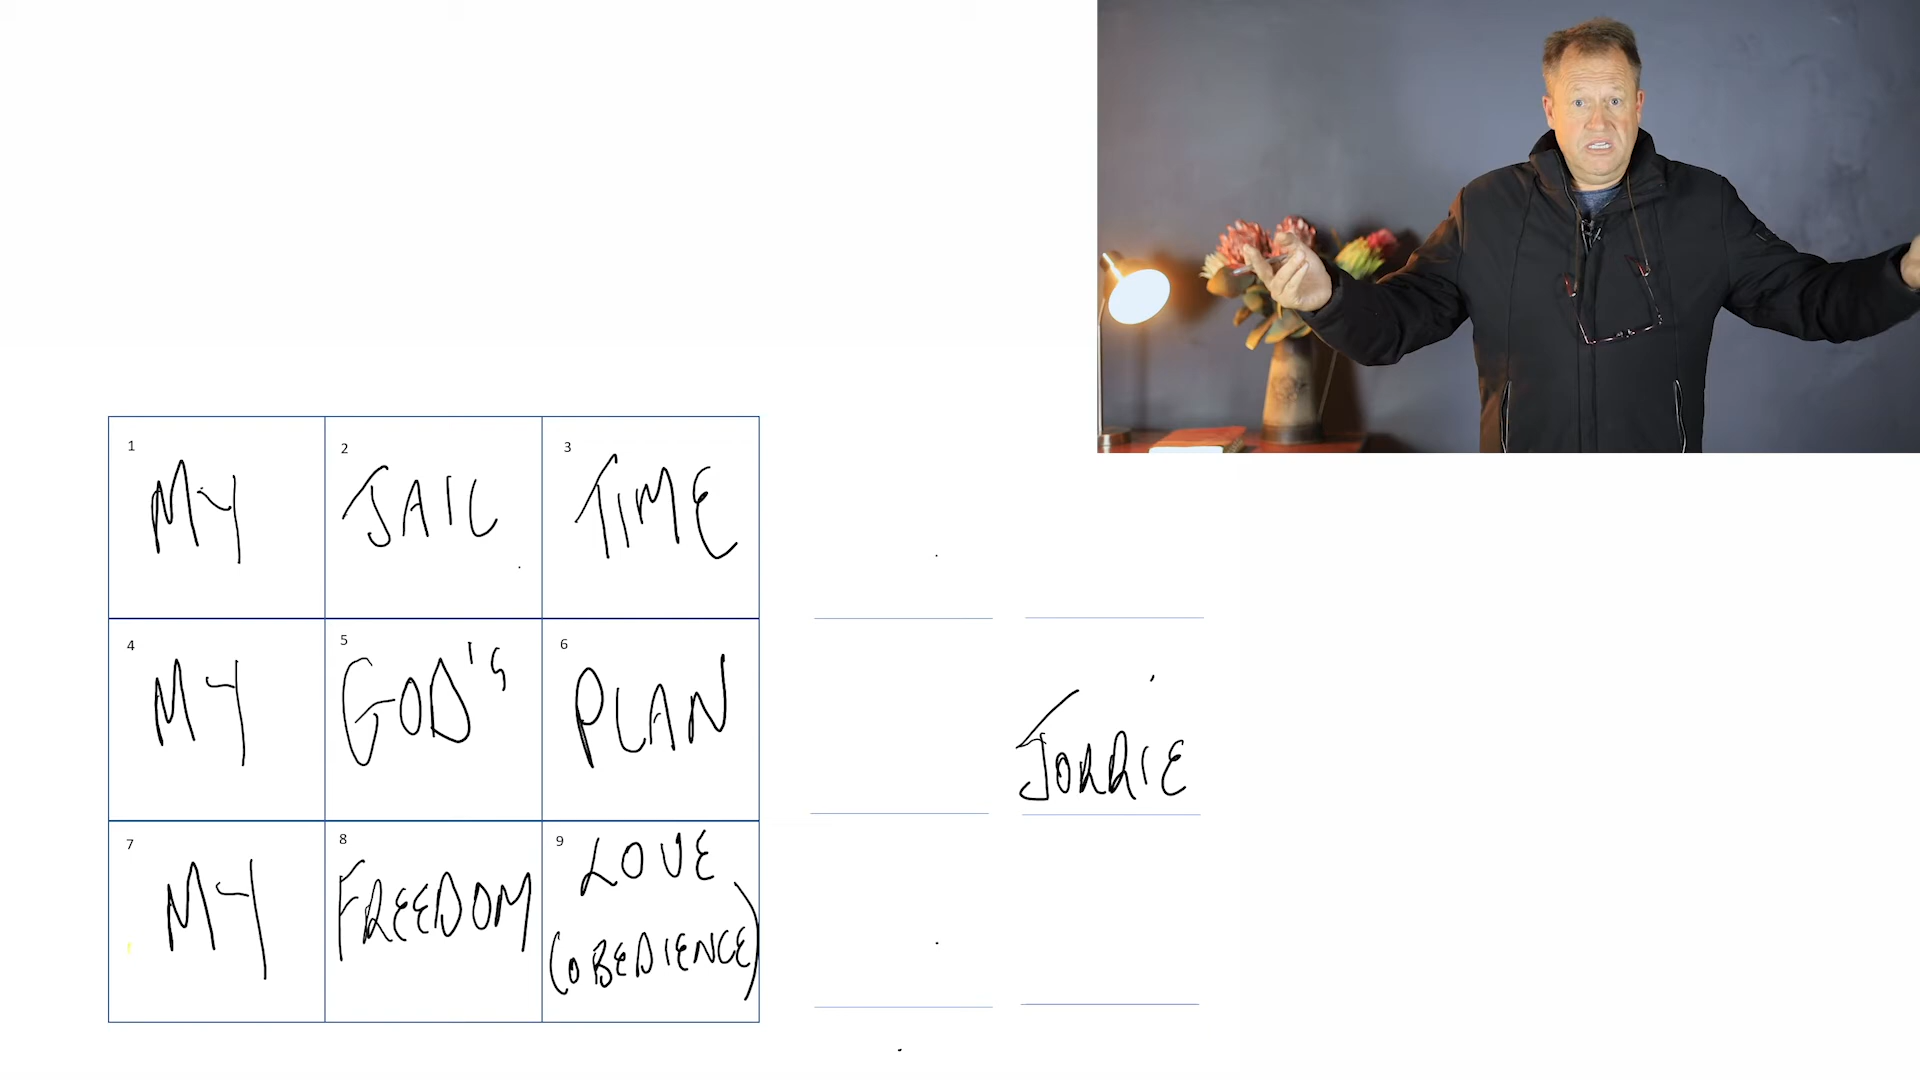 1 2 3
MY JAIL TIME
4 5 6
MY GOD'S PLAN
JORRIE
7 8 9
MY FREEDOM LOVE
(OBEDIENCE)